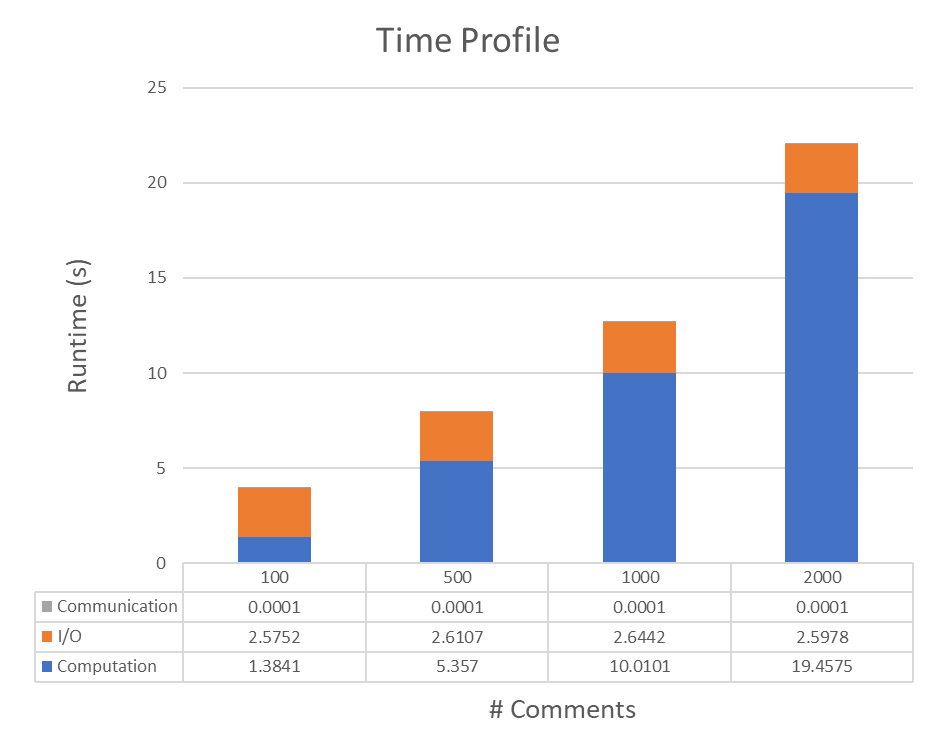 Time Profile
25
20
15
10
5
0
Runtime (s)
100 500 1000 2000
Communication 0.0001 0.0001 0.0001 0.0001
I/O 2.5752 2.6107 2.6442 2.5978
Computation 1.3841 5.357 10.0101 19.4575
# Comments